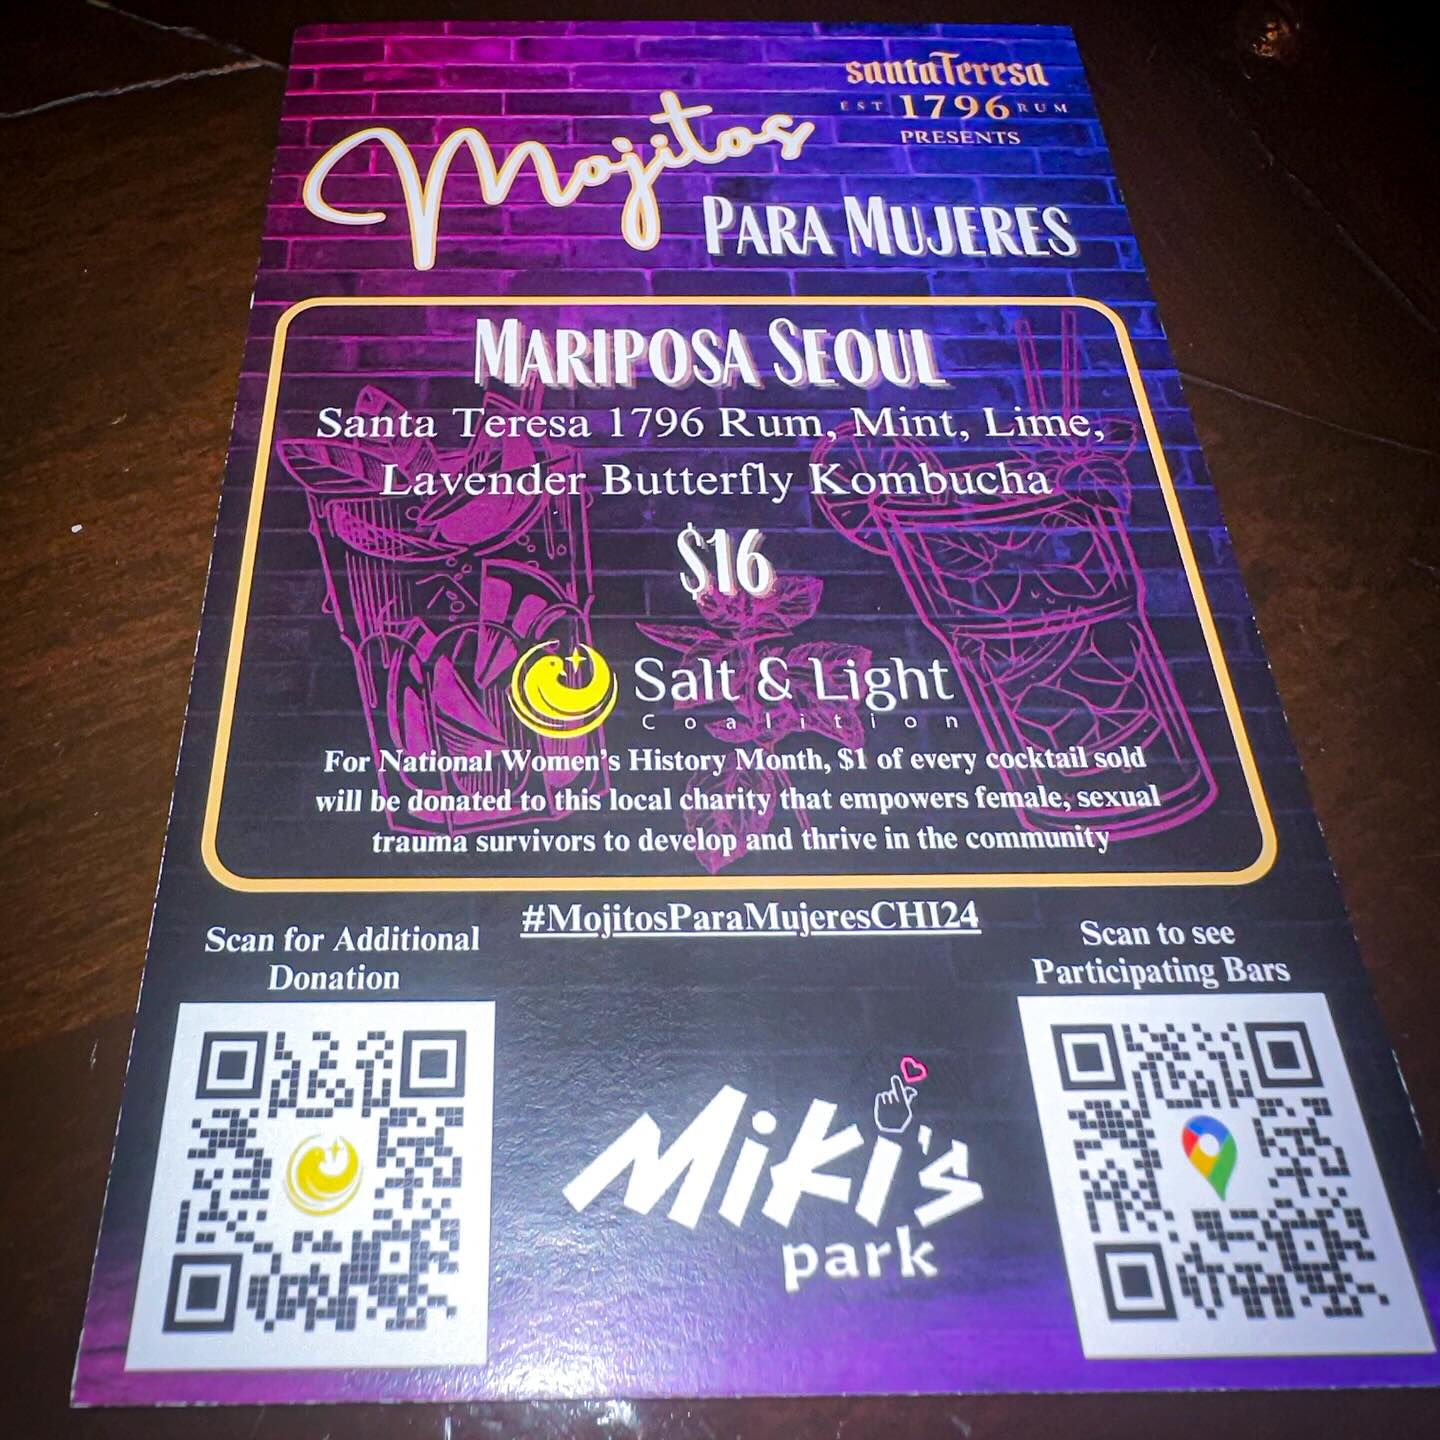 santaTeresa
EST 1796 RUM
PRESENTS
Mojitos
PARA MUJERES
MARIPOSA SEOUL
Santa Teresa 1796 Rum, Mint, Lime,
Lavender Butterfly Kombucha
$16
Salt & Light
Coalition
For National Women's History Month, $1 of every cocktail sold
will be donated to this local charity that empowers female, sexual
trauma survivors to develop and thrive in the community
#MojitosParaMujeresCHI24
Scan for Additional
Donation
Scan to see
Participating Bars
Miki's
park